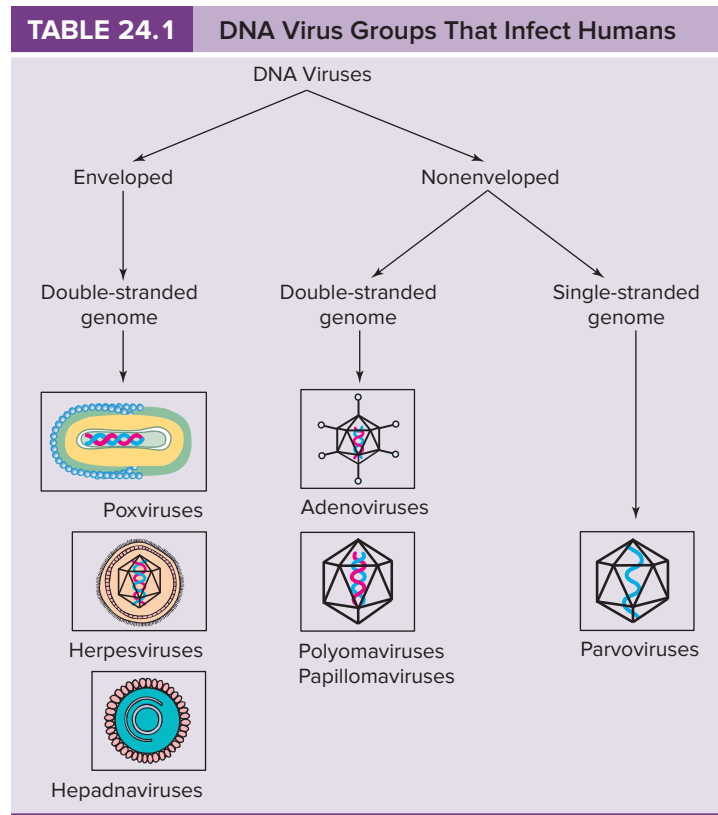 TABLE 24.1 DNA Virus Groups That Infect Humans
DNA Viruses
Enveloped
Nonenveloped
Double-stranded
genome
Double-stranded
genome
Single-stranded
genome
Poxviruses
Adenoviruses
Herpesviruses
Polyomaviruses
Papillomaviruses
Parvoviruses
Hepadnaviruses